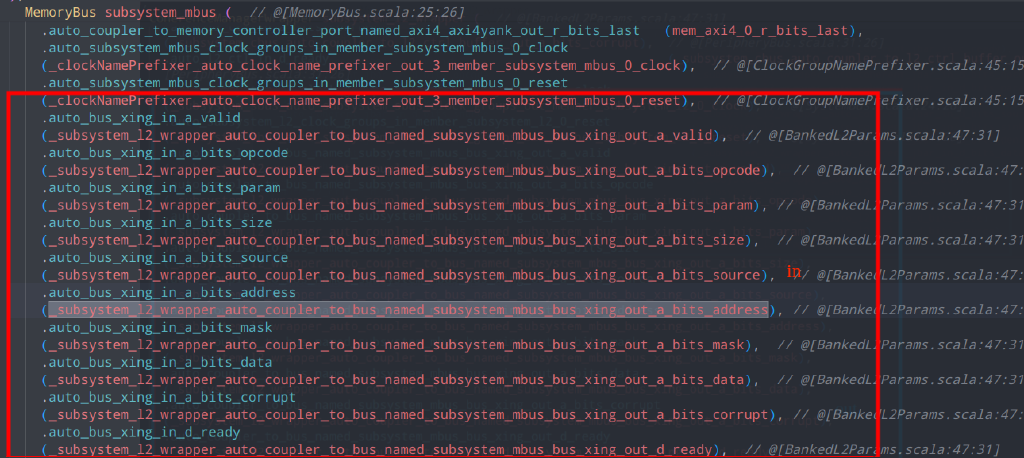 MemoryBus subsystem_mbus (  // @[MemoryBus.scala:25:26]
.auto_coupler_to_memory_controller_port_named_axi4_axi4yank_out_r_bits_last (mem_axi4_0_r_bits_last),
.auto_subsystem_mbus_clock_groups_in_member_subsystem_mbus_0_clock
(_clockNamePrefixer_auto_clock_name_prefixer_out_3_member_subsystem_mbus_0_clock), // @[ClockGroupNamePrefixer.scala:45:15
.auto_subsystem_mbus_clock_groups_in_member_subsystem_mbus_0_reset
(_clockNamePrefixer_auto_clock_name_prefixer_out_3_member_subsystem_mbus_0_reset), // @[ClockGroupNamePrefixer.scala:45:15
.auto_bus_xing_in_a_valid
(_subsystem_l2_wrapper_auto_coupler_to_bus_named_subsystem_mbus_bus_xing_out_a_valid), // @[BankedL2Params.scala:47:31]
.auto_bus_xing_in_a_bits_opcode
(_subsystem_l2_wrapper_auto_coupler_to_bus_named_subsystem_mbus_bus_xing_out_a_bits_opcode), // @[BankedL2Params.scala:47:
.auto_bus_xing_in_a_bits_param
(_subsystem_l2_wrapper_auto_coupler_to_bus_named_subsystem_mbus_bus_xing_out_a_bits_param), // @[BankedL2Params.scala:47:31
.auto_bus_xing_in_a_bits_size
(_subsystem_l2_wrapper_auto_coupler_to_bus_named_subsystem_mbus_bus_xing_out_a_bits_size), // @[BankedL2Params.scala:47:31
.auto_bus_xing_in_a_bits_source
(_subsystem_l2_wrapper_auto_coupler_to_bus_named_subsystem_mbus_bus_xing_out_a_bits_source), in // @[BankedL2Params.scala:47:
.auto_bus_xing_in_a_bits_address
(_subsystem_l2_wrapper_auto_coupler_to_bus_named_subsystem_mbus_bus_xing_out_a_bits_address), // @[BankedL2Params.scala:47:
.auto_bus_xing_in_a_bits_mask
(_subsystem_l2_wrapper_auto_coupler_to_bus_named_subsystem_mbus_bus_xing_out_a_bits_mask), // @[BankedL2Params.scala:47:31
.auto_bus_xing_in_a_bits_data
(_subsystem_l2_wrapper_auto_coupler_to_bus_named_subsystem_mbus_bus_xing_out_a_bits_data), // @[BankedL2Params.scala:47:31
.auto_bus_xing_in_a_bits_corrupt
(_subsystem_l2_wrapper_auto_coupler_to_bus_named_subsystem_mbus_bus_xing_out_a_bits_corrupt), // @[BankedL2Params.scala:47:
.auto_bus_xing_in_d_ready
(_subsystem_l2_wrapper_auto_coupler_to_bus_named_subsystem_mbus_bus_xing_out_d_ready), // @[BankedL2Params.scala:47:31]